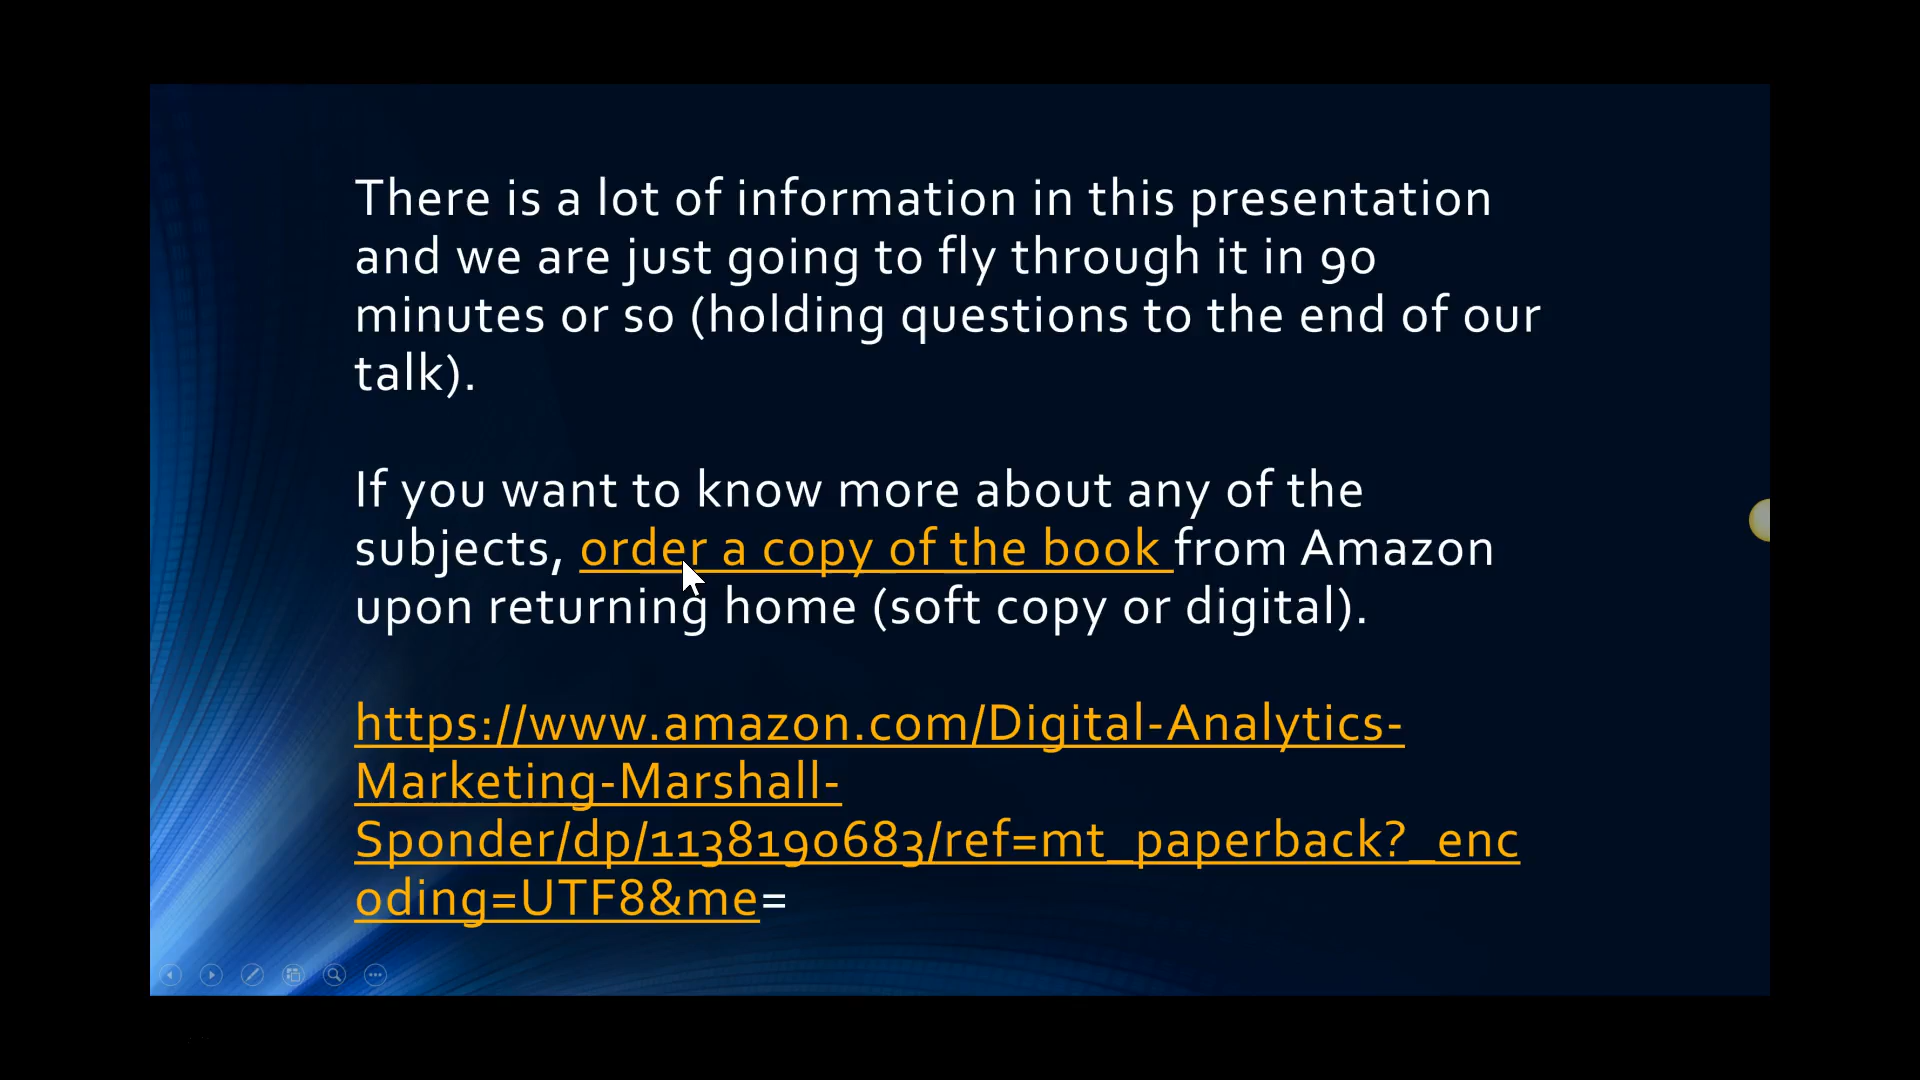 There is a lot of information in this presentation
and we are just going to fly through it in 90
minutes or so (holding questions to the end of our
talk).
If you want to know more about any of the
subjects, order a copy of the book from Amazon
upon returning home (soft copy or digital).
https://www.amazon.com/Digital-Analytics-
Marketing-Marshall-
Sponder/dp/1138190683/ref=mt_paperback?_enc
oding=UTF8&me=